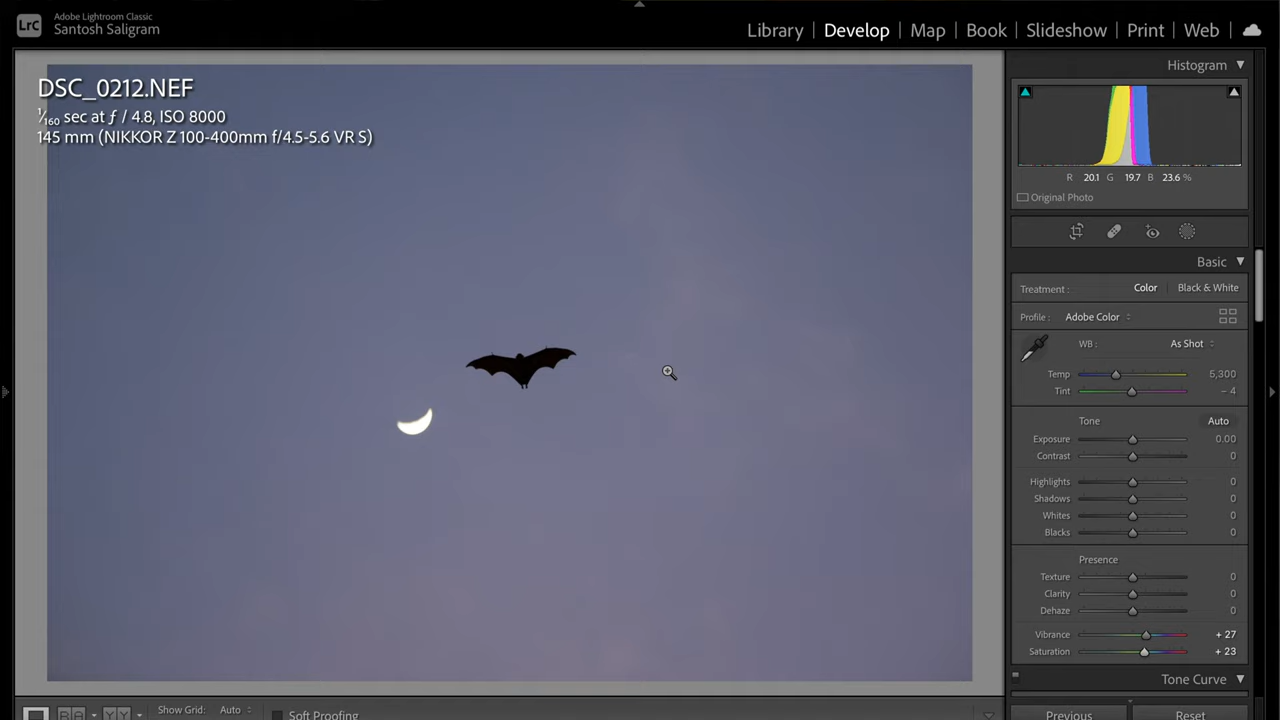 LrC
Adobe Lightroom Classic
Santosh Saligram
Library | Develop | Map | Book | Slideshow | Print | Web
DSC_0212.NEF
1/160 sec at ƒ / 4.8, ISO 8000
145 mm (NIKKOR Z 100-400mm f/4.5-5.6 VR S)
Histogram
R 20.1 G 19.7 B 23.6 %
Original Photo
Basic
Treatment : Color Black & White
Profile : Adobe Color
WB : As Shot
Temp 5,300
Tint – 4
Tone Auto
Exposure 0.00
Contrast 0
Highlights 0
Shadows 0
Whites 0
Blacks 0
Presence
Texture 0
Clarity 0
Dehaze 0
Vibrance + 27
Saturation + 23
Tone Curve
Show Grid: Auto Soft Proofing
Previous Reset